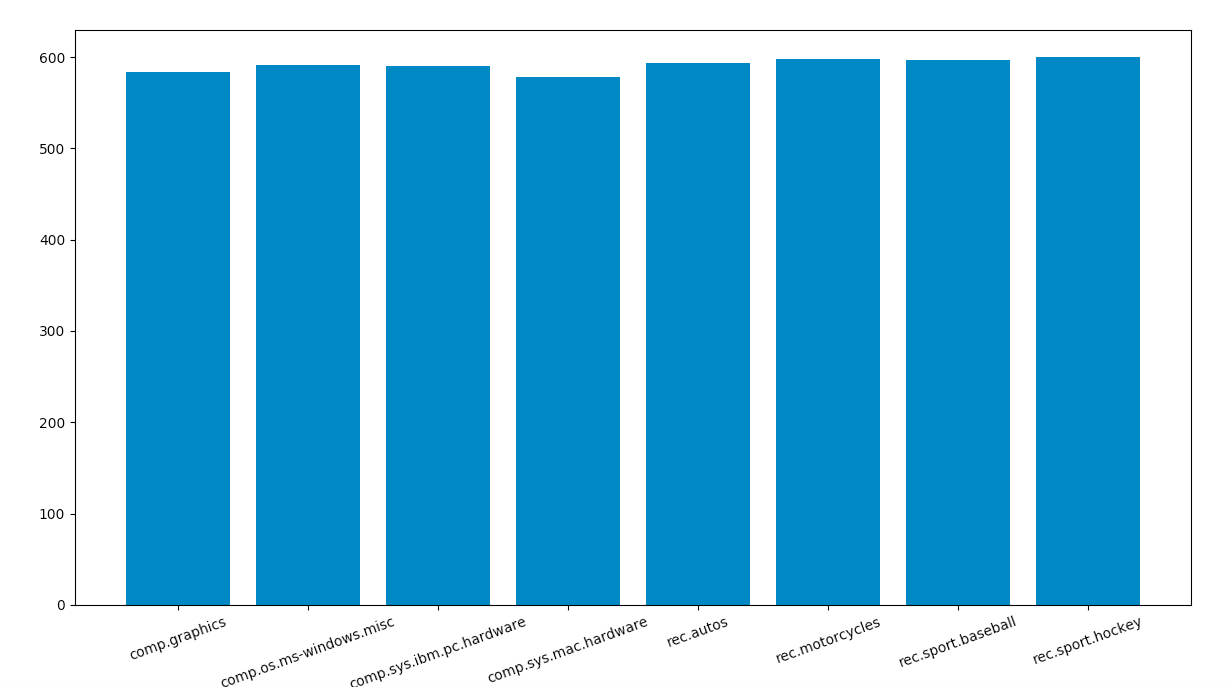 600
500
400
300
200
100
0
comp.graphics
comp.os.ms-windows.misc
comp.sys.ibm.pc.hardware
comp.sys.mac.hardware
rec.autos
rec.motorcycles
rec.sport.baseball
rec.sport.hockey